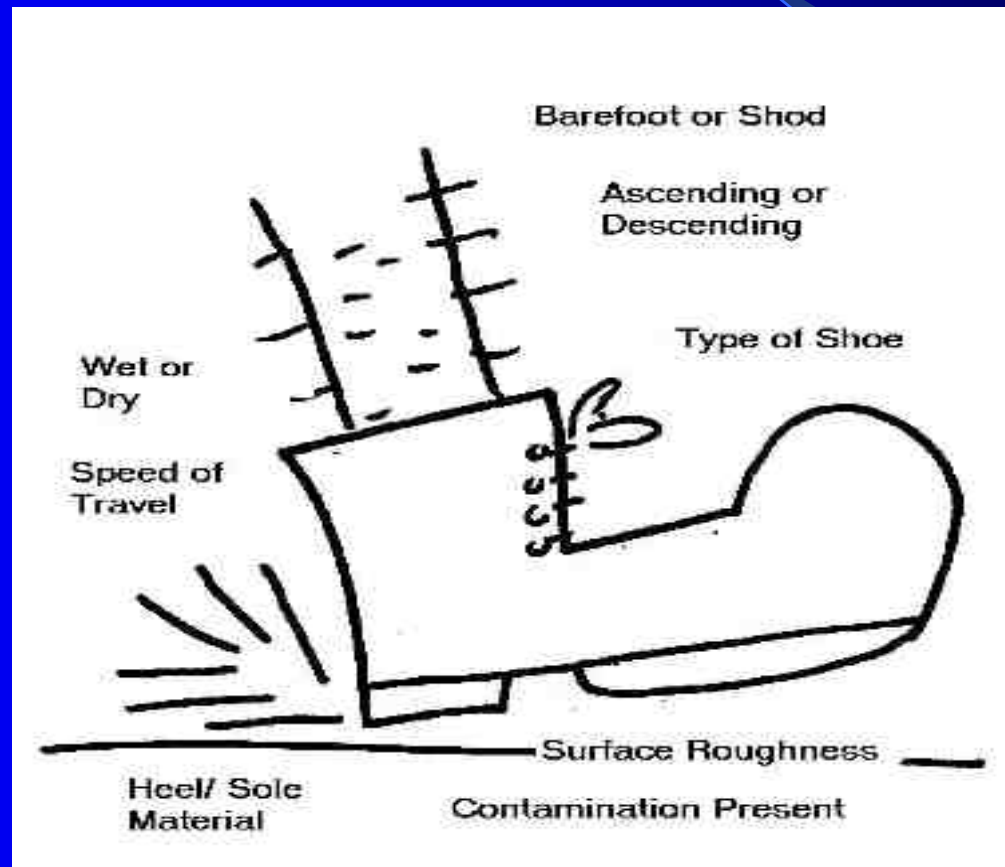 Barefoot or Shod
Ascending or
Descending
Type of Shoe
Wet or
Dry
Speed of
Travel
Surface Roughness
Heel/ Sole
Material
Contamination Present